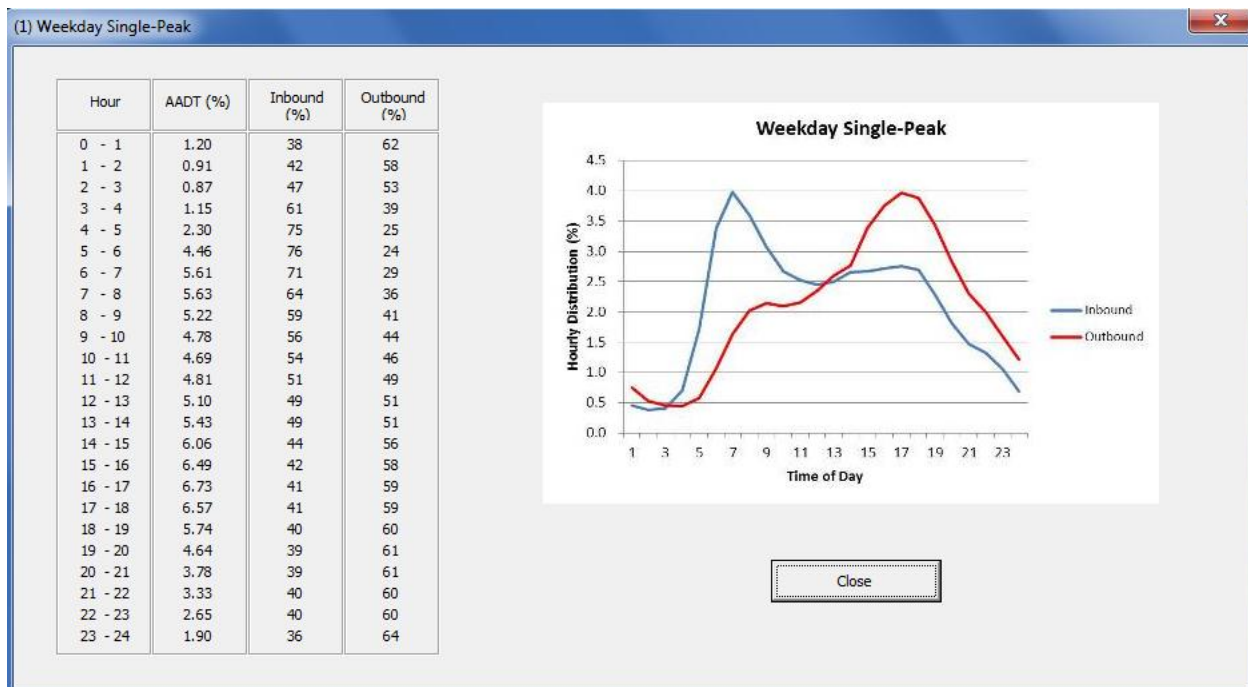 (1) Weekday Single-Peak
Hour AADT (%) Inbound (%) Outbound (%)
0 - 1 1.20 38 62
1 - 2 0.91 42 58
2 - 3 0.87 47 53
3 - 4 1.15 61 39
4 - 5 2.30 75 25
5 - 6 4.46 76 24
6 - 7 5.61 71 29
7 - 8 5.63 64 36
8 - 9 5.22 59 41
9 - 10 4.78 56 44
10 - 11 4.69 54 46
11 - 12 4.81 51 49
12 - 13 5.10 49 51
13 - 14 5.43 49 51
14 - 15 6.06 44 56
15 - 16 6.49 42 58
16 - 17 6.73 41 59
17 - 18 6.57 41 59
18 - 19 5.74 40 60
19 - 20 4.64 39 61
20 - 21 3.78 39 61
21 - 22 3.33 40 60
22 - 23 2.65 40 60
23 - 24 1.90 36 64
Weekday Single-Peak
Hourly Distribution (%)
4.5
4.0
3.5
3.0
2.5
2.0
1.5
1.0
0.5
0.0
1 3 5 7 9 11 13 15 17 19 21 23
Time of Day
Inbound
Outbound
Close